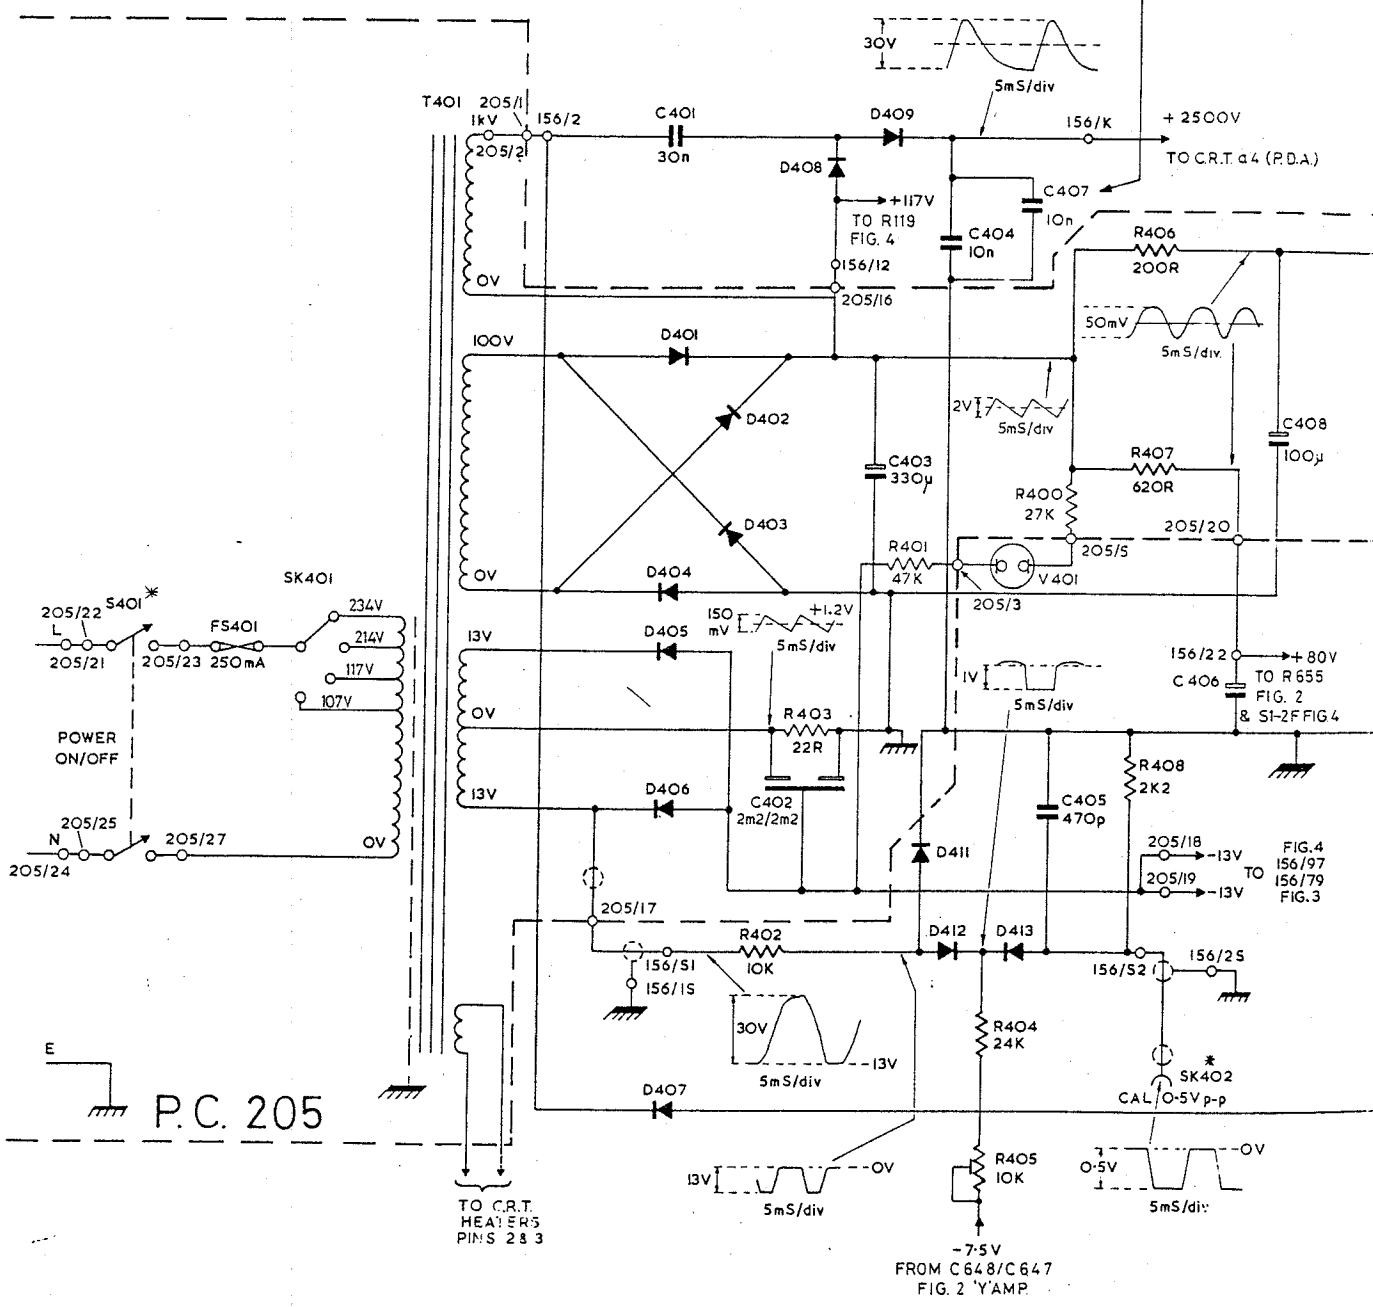 30V
5mS/div
T401
205/1
1kV
205/2
156/2
C401
30n
D409
156/K
+2500V
TO C.R.T. a4 (P.D.A.)
D408
+117V
TO R119
FIG. 4
C407
10n
C404
10n
R406
200R
156/12
0V
205/16
50mV
5mS/div.
100V
D401
D402
2V
5mS/div
C403
330µ
R407
620R
C408
100µ
R400
27K
D403
205/20
205/S
R401
47K
V401
205/3
0V
D404
SK401
S401 *
205/22
L
205/21
205/23
FS401
250mA
234V
214V
117V
107V
13V
D405
150
mV
+1.2V
5mS/div
156/22
+80V
TO R655
FIG. 2
& S1-2F FIG.4
C406
1V
5mS/div
0V
R403
22R
POWER
ON/OFF
13V
D406
C402
2m2/2m2
C405
470p
R408
2K2
N
205/25
205/24
205/27
0V
D411
205/18
-13V
205/19
-13V
TO
FIG.4
156/97
156/79
FIG.3
205/17
R402
10K
D412
D413
156/S1
156/1S
156/S2
156/2S
30V
-13V
5mS/div
R404
24K
E
P.C. 205
D407
*
SK402
CAL 0.5V p-p
R405
10K
13V
0V
5mS/div
0.5V
0V
5mS/div
TO C.R.T.
HEATERS
PINS 2 & 3
-7.5V
FROM C648/C647
FIG. 2 'Y' AMP.